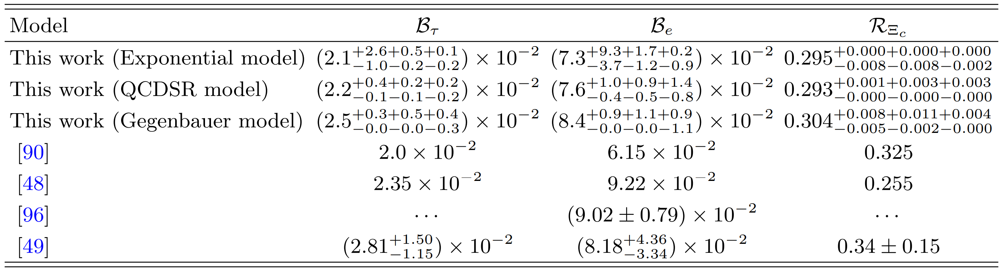 Model $\mathcal{B}_\tau$ $\mathcal{B}_e$ $\mathcal{R}_{\Xi_c}$
This work (Exponential model) $(2.1^{+2.6+0.5+0.1}_{-1.0-0.2-0.2}) \times 10^{-2}$ $(7.3^{+9.3+1.7+0.2}_{-3.7-1.2-0.9}) \times 10^{-2}$ $0.295^{+0.000+0.000+0.000}_{-0.008-0.008-0.002}$
This work (QCDSR model) $(2.2^{+0.4+0.2+0.2}_{-0.1-0.1-0.2}) \times 10^{-2}$ $(7.6^{+1.0+0.9+1.4}_{-0.4-0.5-0.8}) \times 10^{-2}$ $0.293^{+0.001+0.003+0.003}_{-0.000-0.000-0.000}$
This work (Gegenbauer model) $(2.5^{+0.3+0.5+0.4}_{-0.0-0.0-0.3}) \times 10^{-2}$ $(8.4^{+0.9+1.1+0.9}_{-0.0-0.0-1.1}) \times 10^{-2}$ $0.304^{+0.008+0.011+0.004}_{-0.005-0.002-0.000}$
[90] $2.0 \times 10^{-2}$ $6.15 \times 10^{-2}$ 0.325
[48] $2.35 \times 10^{-2}$ $9.22 \times 10^{-2}$ 0.255
[96] ⋯ $(9.02 \pm 0.79) \times 10^{-2}$ ⋯
[49] $(2.81^{+1.50}_{-1.15}) \times 10^{-2}$ $(8.18^{+4.36}_{-3.34}) \times 10^{-2}$ $0.34 \pm 0.15$